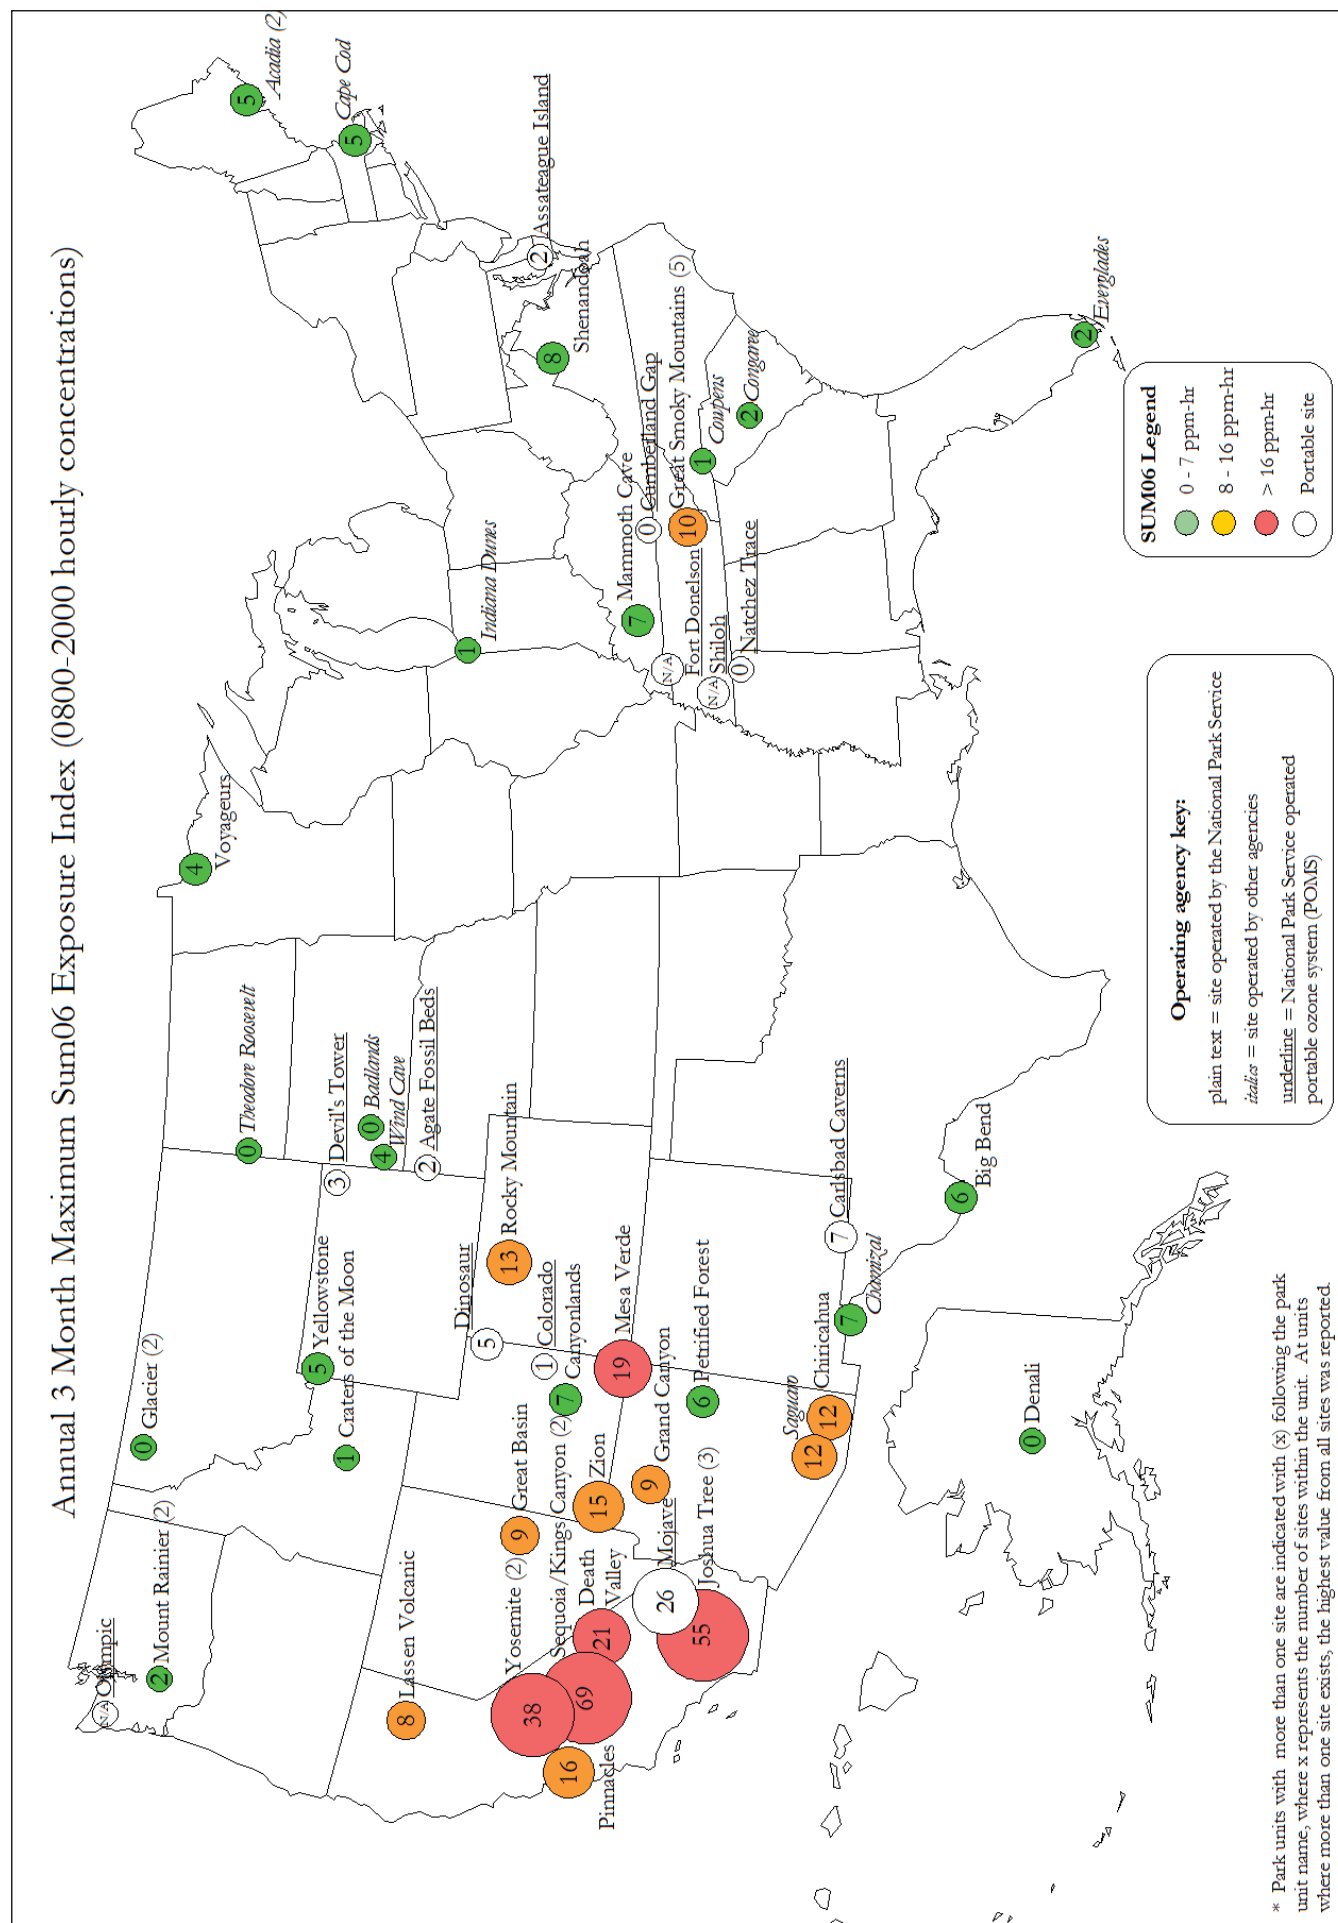 Annual 3 Month Maximum Sum06 Exposure Index (0800-2000 hourly concentrations)
N/A
Olympic
2
Mount Rainier (2)
0
Glacier (2)
0
Theodore Roosevelt
4
Voyageurs
5
Acadia (2)
5
Cape Cod
5
Yellowstone
1
Craters of the Moon
3
Devil's Tower
0
Badlands
4
Wind Cave
2
Agate Fossil Beds
8
Lassen Volcanic
9
Great Basin
Dinosaur
5
13
Rocky Mountain
1
Indiana Dunes
2
Assateague Island
8
Shenandoah
38
Yosemite (2)
69
Sequoia/Kings Canyon (2)
16
Pinnacles
21
Death
Valley
15
Zion
1
Colorado
7
Canyonlands
19
Mesa Verde
9
Grand Canyon
26
Mojave
55
Joshua Tree (3)
6
Petrified Forest
7
Mammoth Cave
0
Cumberland Gap
10
Great Smoky Mountains (5)
N/A
Fort Donelson
N/A
Shiloh
0
Natchez Trace
1
Cowpens
2
Congaree
12
Saguaro
12
Chiricahua
7
Chamizal
7
Carlsbad Caverns
6
Big Bend
2
Everglades
0
Denali
Operating agency key:
plain text = site operated by the National Park Service
italics = site operated by other agencies
underline = National Park Service operated
portable ozone system (POMS)
SUM06 Legend
0 - 7 ppm-hr
8 - 16 ppm-hr
> 16 ppm-hr
Portable site
* Park units with more than one site are indicated with (x) following the park
unit name, where x represents the number of sites within the unit. At units
where more than one site exists, the highest value from all sites was reported.